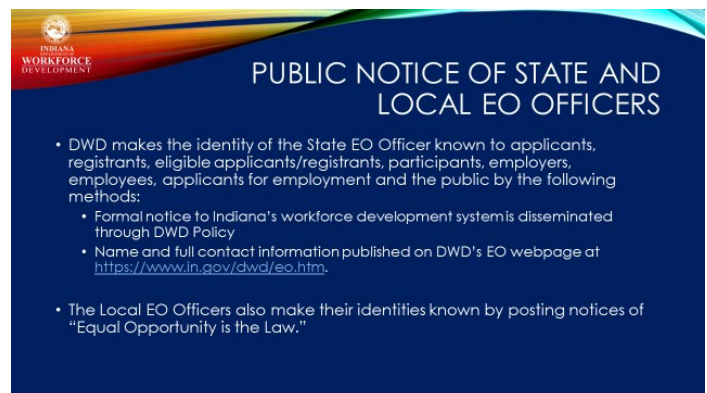 INDIANA
DEPARTMENT OF
WORKFORCE
DEVELOPMENT
PUBLIC NOTICE OF STATE AND
LOCAL EO OFFICERS
• DWD makes the identity of the State EO Officer known to applicants,
registrants, eligible applicants/registrants, participants, employers,
employees, applicants for employment and the public by the following
methods:
• Formal notice to Indiana’s workforce development system is disseminated
through DWD Policy
• Name and full contact information published on DWD’s EO webpage at
https://www.in.gov/dwd/eo.htm.
• The Local EO Officers also make their identities known by posting notices of
“Equal Opportunity is the Law.”